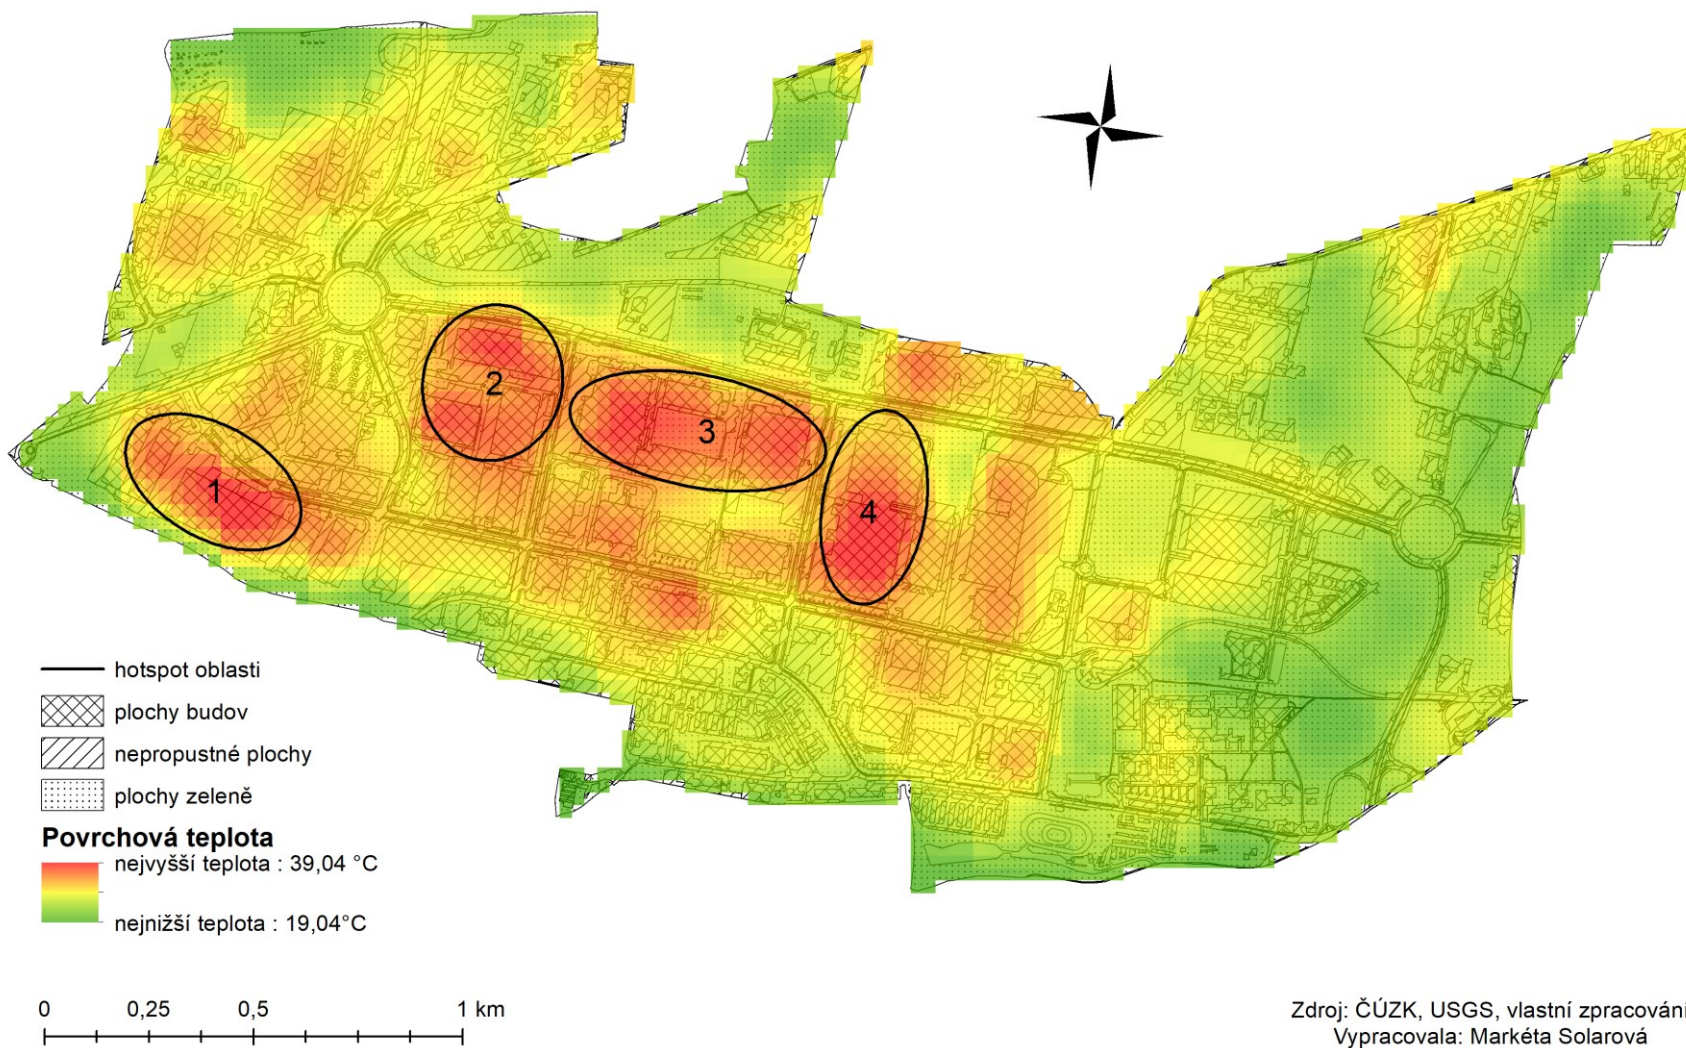 2
3
1
4
hotspot oblasti
plochy budov
nepropustné plochy
plochy zeleně
Povrchová teplota
nejvyšší teplota : 39,04 °C
nejnižší teplota : 19,04°C
0 0,25 0,5 1 km
Zdroj: ČÚZK, USGS, vlastní zpracování
Vypracovala: Markéta Solarová